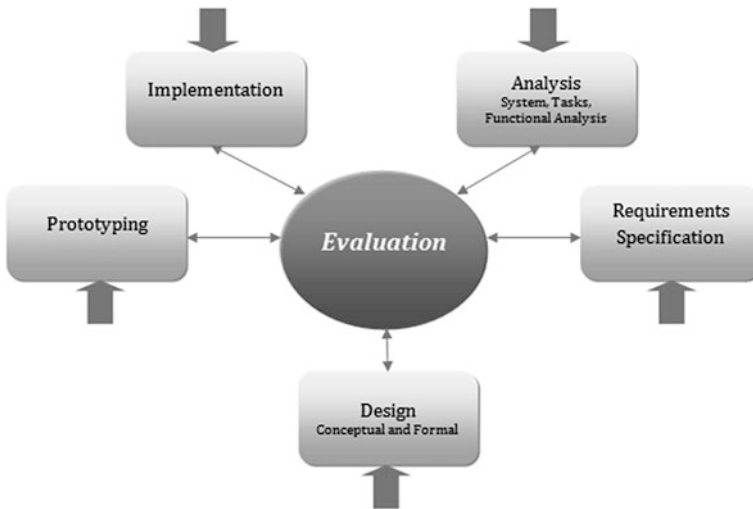 Implementation
Analysis
System, Tasks,
Functional Analysis
Prototyping
Evaluation
Requirements
Specification
Design
Conceptual and Formal